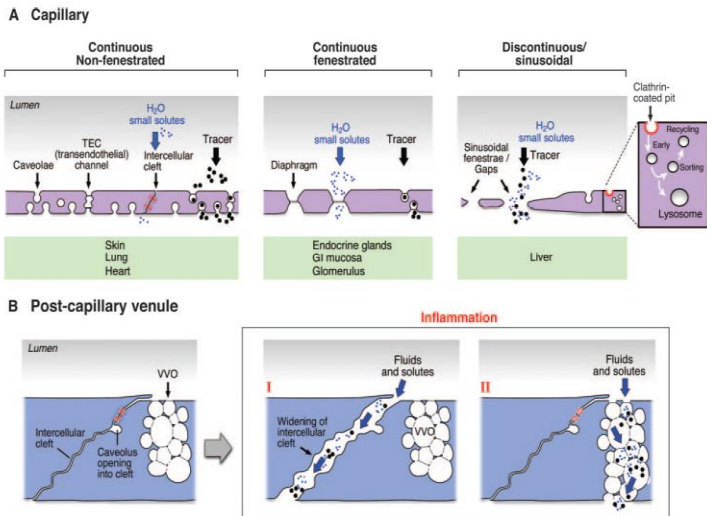 A Capillary
Continuous
Non-fenestrated
Continuous
fenestrated
Discontinuous/
sinusoidal
Lumen
H₂O
small solutes
TEC
(transendothelial)
channel
Intercellular
cleft
Tracer
Caveolae
H₂O
small solutes
Tracer
Diaphragm
H₂O
small solutes
Tracer
Sinusoidal
fenestrae /
Gaps
Clathrin-
coated pit
Recycling
Early
Sorting
Lysosome
Skin
Lung
Heart
Endocrine glands
GI mucosa
Glomerulus
Liver
B Post-capillary venule
Inflammation
Lumen
VVO
Intercellular
cleft
Caveolus
opening
into cleft
I
Fluids
and solutes
Widening of
intercellular
cleft
VVO
II
Fluids
and solutes